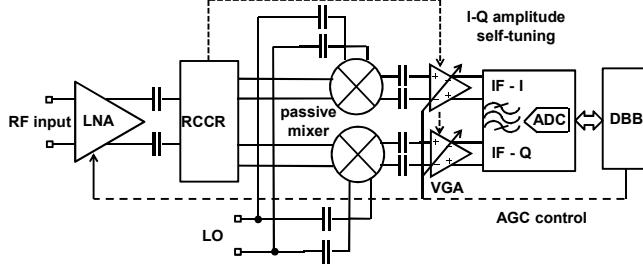 I-Q amplitude
self-tuning
RF input
LNA
RCCR
passive
mixer
VGA
IF - I
ADC
IF - Q
DBB
LO
AGC control